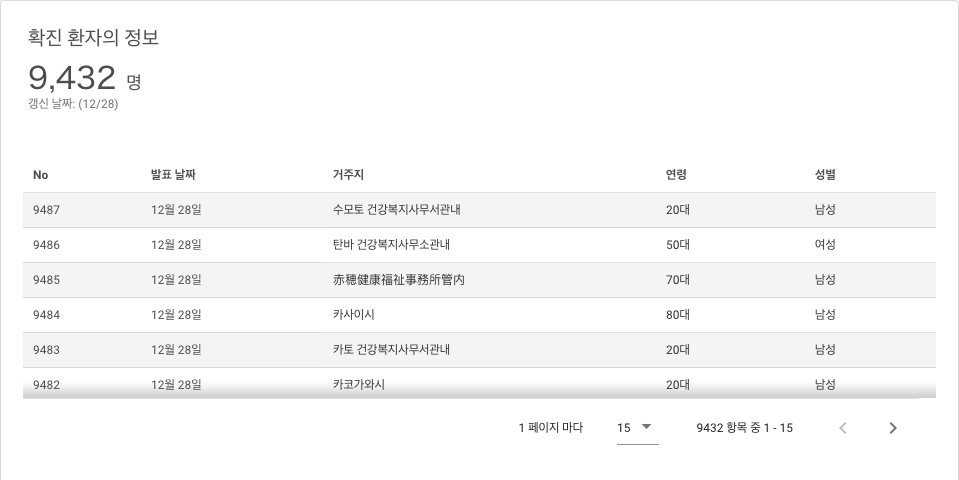 확진 환자의 정보
9,432 명
갱신 날짜: (12/28)
No 발표 날짜 거주지 연령 성별
9487 12월 28일 수모토 건강복지사무서관내 20대 남성
9486 12월 28일 탄바 건강복지사무소관내 50대 여성
9485 12월 28일 赤穂健康福祉事務所管内 70대 남성
9484 12월 28일 카사이시 80대 남성
9483 12월 28일 카토 건강복지사무서관내 20대 남성
9482 12월 28일 카코가와시 20대 남성
1 페이지 마다 15 9432 항목 중 1 - 15